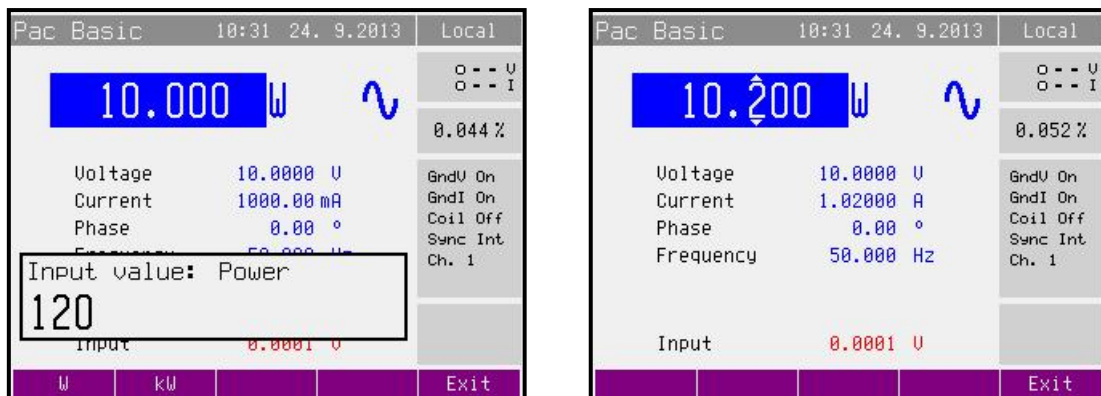 Pac Basic 10:31 24. 9.2013 Local
10.000 W
o-- V
o-- I
0.044 %
Voltage 10.0000 V
Current 1000.00 mA
Phase 0.00 °
Frequency 50.000 Hz
GndV On
GndI On
Coil Off
Sync Int
Ch. 1
Input value: Power
120
Input 0.0001 V
W kW Exit
Pac Basic 10:31 24. 9.2013 Local
10.200 W
o-- V
o-- I
0.052 %
Voltage 10.0000 V
Current 1.02000 A
Phase 0.00 °
Frequency 50.000 Hz
GndV On
GndI On
Coil Off
Sync Int
Ch. 1
Input 0.0001 V
Exit